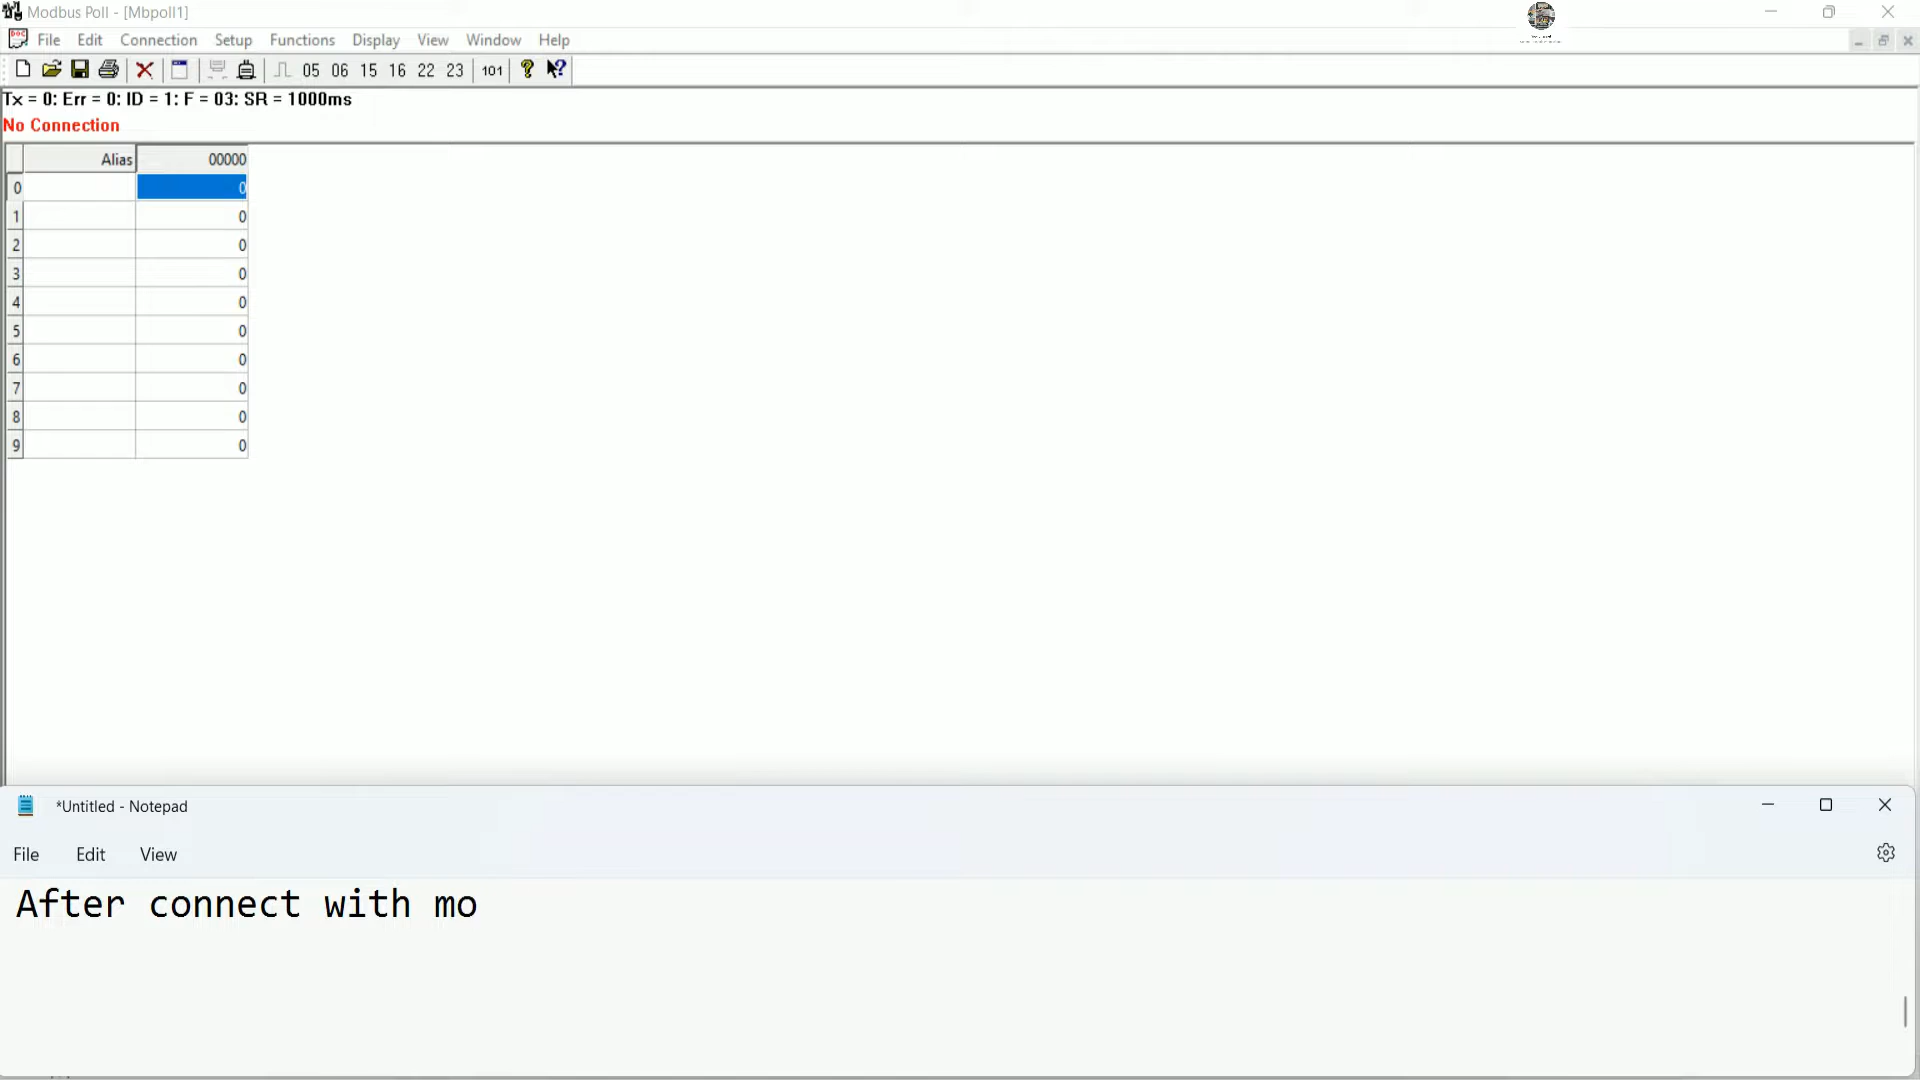 Modbus Poll - [Mbpoll1]
File Edit Connection Setup Functions Display View Window Help
05 06 15 16 22 23 101
Tx = 0: Err = 0: ID = 1: F = 03: SR = 1000ms
No Connection
Alias 00000
0 0
1 0
2 0
3 0
4 0
5 0
6 0
7 0
8 0
9 0
*Untitled - Notepad
File Edit View
After connect with mo